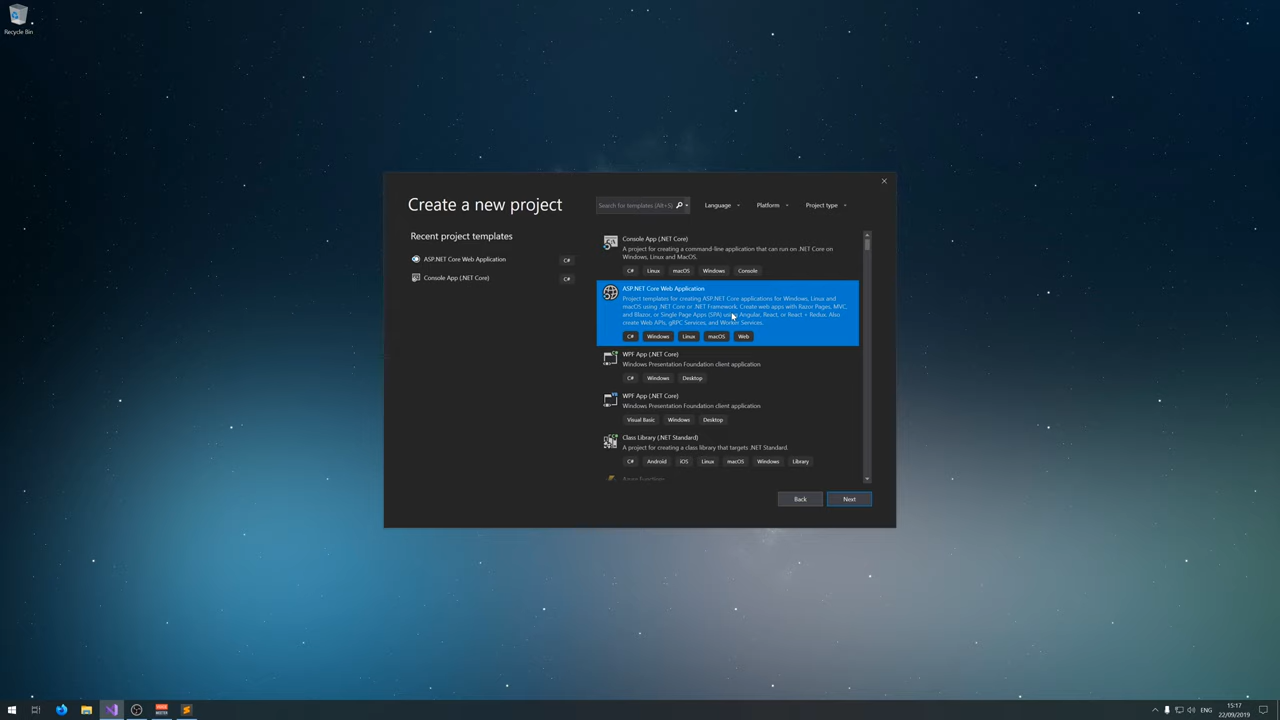 Recycle Bin
Create a new project
Search for templates (Alt+S)
Language
Platform
Project type
Recent project templates
ASP.NET Core Web Application
C#
Console App (.NET Core)
C#
Console App (.NET Core)
A project for creating a command-line application that can run on .NET Core on
Windows, Linux and MacOS.
C# Linux macOS Windows Console
ASP.NET Core Web Application
Project templates for creating ASP.NET Core applications for Windows, Linux and
macOS using .NET Core or .NET Framework. Create web apps with Razor Pages, MVC,
and Blazor, or Single Page Apps (SPA) using Angular, React, or React + Redux. Also
create Web APIs, gRPC Services, and Worker Services.
C# Windows Linux macOS Web
WPF App (.NET Core)
Windows Presentation Foundation client application
C# Windows Desktop
WPF App (.NET Core)
Windows Presentation Foundation client application
Visual Basic Windows Desktop
Class Library (.NET Standard)
A project for creating a class library that targets .NET Standard.
C# Android iOS Linux macOS Windows Library
Azure Functions
Back
Next
ENG
15:17
22/09/2019